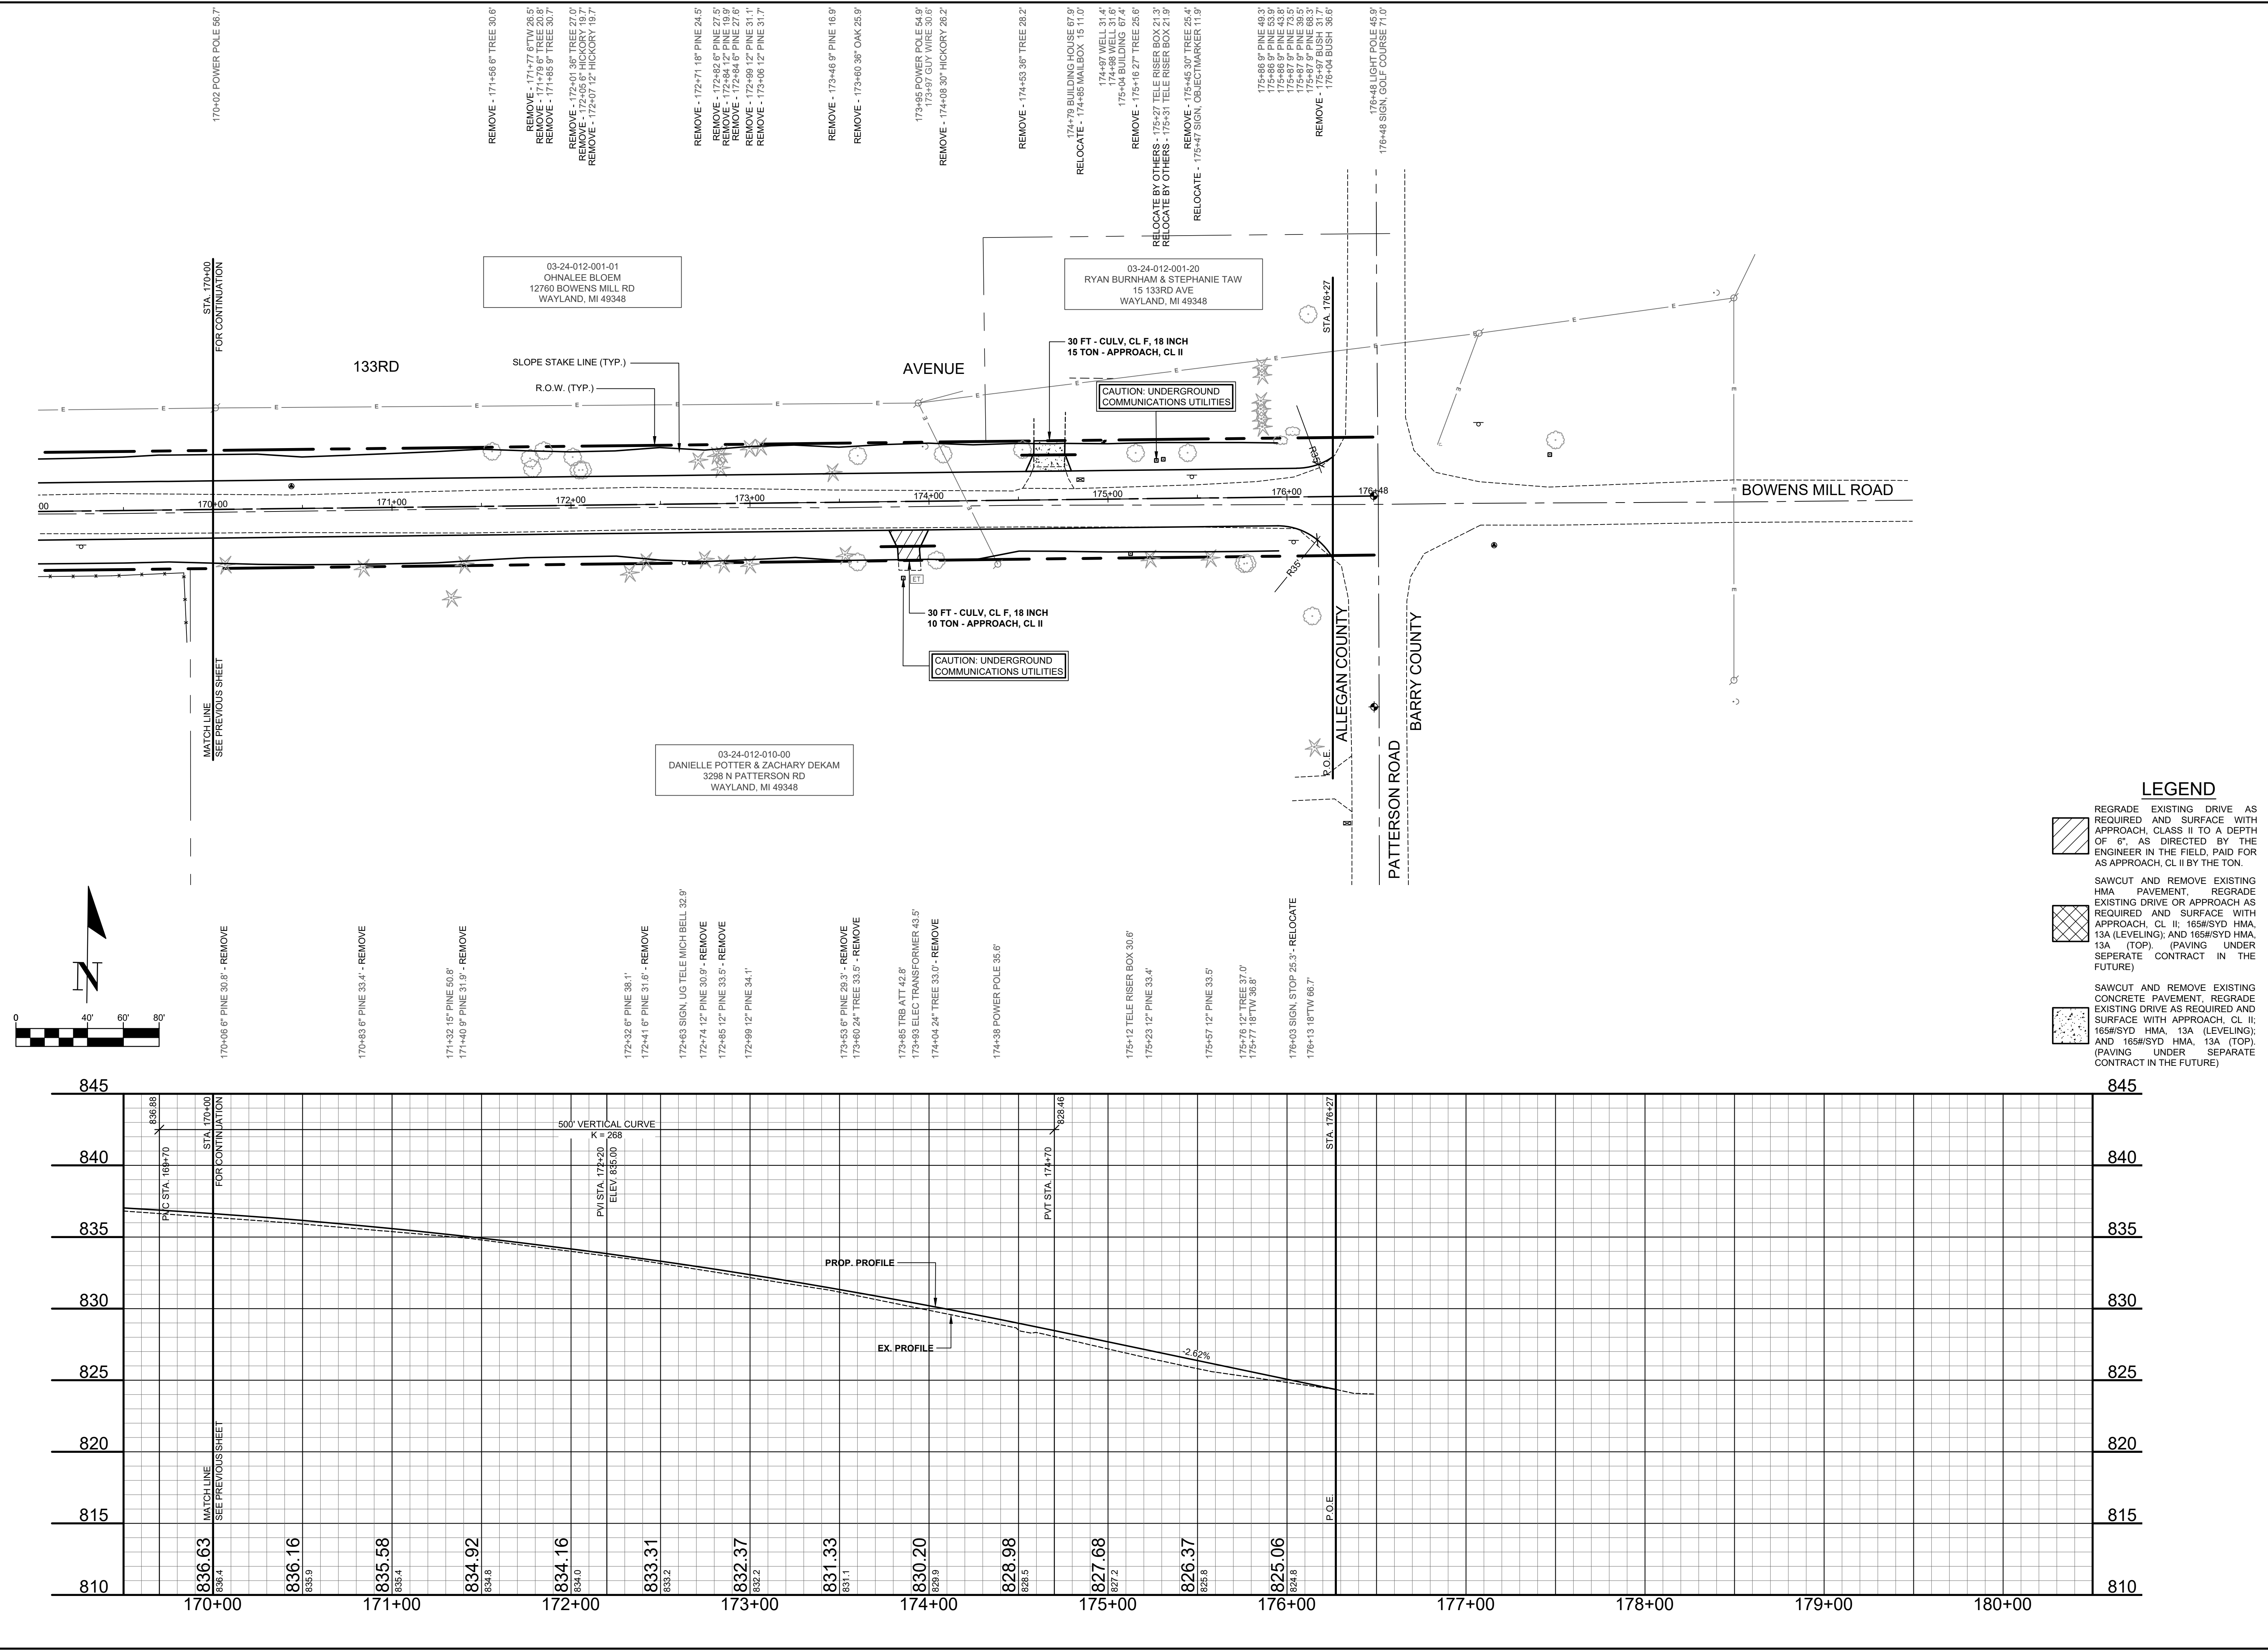 170+02 POWER POLE 56.7'
REMOVE - 171+56 6" TREE 30.6'
REMOVE - 171+77 6"TW 26.5'
REMOVE - 171+79 6" TREE 20.8'
REMOVE - 171+85 9" TREE 30.7'
REMOVE - 172+01 36" TREE 27.0'
REMOVE - 172+05 6" HICKORY 19.7'
REMOVE - 172+07 12" HICKORY 19.7'
REMOVE - 172+71 18" PINE 24.5'
REMOVE - 172+82 6" PINE 27.5'
REMOVE - 172+84 12" PINE 19.9'
REMOVE - 172+84 6" PINE 27.6'
REMOVE - 172+99 12" PINE 31.1'
REMOVE - 173+06 12" PINE 31.7'
REMOVE - 173+46 9" PINE 16.9'
REMOVE - 173+60 36" OAK 25.9'
173+95 POWER POLE 54.9'
173+97 GUY WIRE 30.6'
REMOVE - 174+08 30" HICKORY 26.2'
REMOVE - 174+53 36" TREE 28.2'
174+79 BUILDING HOUSE 67.9'
RELOCATE - 174+85 MAILBOX 15 11.0'
174+97 WELL 31.4'
174+98 WELL 31.6'
175+04 BUILDING 67.4'
REMOVE - 175+16 27" TREE 25.6'
RELOCATE BY OTHERS - 175+27 TELE RISER BOX 21.3'
RELOCATE BY OTHERS - 175+31 TELE RISER BOX 21.9'
REMOVE - 175+45 30" TREE 25.4'
RELOCATE - 175+47 SIGN, OBJECTMARKER 11.9'
175+86 9" PINE 49.3'
175+86 9" PINE 53.9'
175+86 9" PINE 43.8'
175+87 9" PINE 73.5'
175+87 9" PINE 39.5'
175+87 9" PINE 68.3'
REMOVE - 175+97 BUSH 31.7'
176+04 BUSH 36.6'
176+48 LIGHT POLE 45.9'
176+48 SIGN, GOLF COURSE 71.0'
STA. 170+00
FOR CONTINUATION
03-24-012-001-01
OHNALEE BLOEM
12760 BOWENS MILL RD
WAYLAND, MI 49348
03-24-012-001-20
RYAN BURNHAM & STEPHANIE TAW
15 133RD AVE
WAYLAND, MI 49348
STA. 176+27
133RD
AVENUE
SLOPE STAKE LINE (TYP.)
R.O.W. (TYP.)
30 FT - CULV, CL F, 18 INCH
15 TON - APPROACH, CL II
CAUTION: UNDERGROUND
COMMUNICATIONS UTILITIES
R35'
00
170+00
171+00
172+00
173+00
174+00
175+00
176+00
176+48
BOWENS MILL ROAD
R35'
ET
30 FT - CULV, CL F, 18 INCH
10 TON - APPROACH, CL II
CAUTION: UNDERGROUND
COMMUNICATIONS UTILITIES
MATCH LINE
SEE PREVIOUS SHEET
ALLEGAN COUNTY
BARRY COUNTY
P.O.E.
PATTERSON ROAD
03-24-012-010-00
DANIELLE POTTER & ZACHARY DEKAM
3298 N PATTERSON RD
WAYLAND, MI 49348
LEGEND
REGRADE EXISTING DRIVE AS
REQUIRED AND SURFACE WITH
APPROACH, CLASS II TO A DEPTH
OF 6", AS DIRECTED BY THE
ENGINEER IN THE FIELD, PAID FOR
AS APPROACH, CL II BY THE TON.
SAWCUT AND REMOVE EXISTING
HMA PAVEMENT, REGRADE
EXISTING DRIVE OR APPROACH AS
REQUIRED AND SURFACE WITH
APPROACH, CL II; 165#/SYD HMA,
13A (LEVELING); AND 165#/SYD HMA,
13A (TOP). (PAVING UNDER
SEPERATE CONTRACT IN THE
FUTURE)
SAWCUT AND REMOVE EXISTING
CONCRETE PAVEMENT, REGRADE
EXISTING DRIVE AS REQUIRED AND
SURFACE WITH APPROACH, CL II;
165#/SYD HMA, 13A (LEVELING);
AND 165#/SYD HMA, 13A (TOP).
(PAVING UNDER SEPARATE
CONTRACT IN THE FUTURE)
N
0 40' 60' 80'
170+06 6" PINE 30.8' - REMOVE
170+83 6" PINE 33.4' - REMOVE
171+32 15" PINE 50.8'
171+40 9" PINE 31.9' - REMOVE
172+32 6" PINE 38.1'
172+41 6" PINE 31.6' - REMOVE
172+63 SIGN, UG TELE MICH BELL 32.9'
172+74 12" PINE 30.9' - REMOVE
172+85 12" PINE 33.5' - REMOVE
172+99 12" PINE 34.1'
173+53 6" PINE 29.3' - REMOVE
173+60 24" TREE 33.5' - REMOVE
173+85 TRB ATT 42.8'
173+93 ELEC TRANSFORMER 43.5'
174+04 24" TREE 33.0' - REMOVE
174+38 POWER POLE 35.6'
175+12 TELE RISER BOX 30.6'
175+23 12" PINE 33.4'
175+57 12" PINE 33.5'
175+76 12" TREE 37.0'
175+77 18"TW 36.8'
176+03 SIGN, STOP 25.3' - RELOCATE
176+13 18"TW 66.7'
845
840
835
830
825
820
815
810
836.88
PVC STA. 169+70
STA. 170+00
FOR CONTINUATION
500' VERTICAL CURVE
K = 268
PVI STA. 172+20
ELEV. 835.00
828.46
PVT STA. 174+70
STA. 176+27
PROP. PROFILE
EX. PROFILE
-2.62%
MATCH LINE
SEE PREVIOUS SHEET
P.O.E.
845
840
835
830
825
820
815
810
836.63
836.4
836.16
835.9
835.58
835.4
834.92
834.8
834.16
834.0
833.31
833.2
832.37
832.2
831.33
831.1
830.20
829.9
828.98
828.5
827.68
827.2
826.37
825.8
825.06
824.8
170+00
171+00
172+00
173+00
174+00
175+00
176+00
177+00
178+00
179+00
180+00